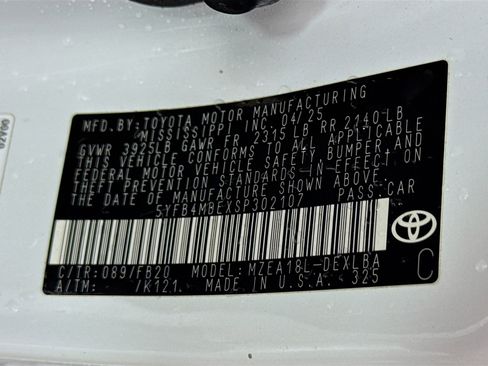 MFD.BY: TOYOTA MOTOR MANUFACTURING
MISSISSIPPI, INC. 04/25
GVWR 3925LB GAWR FR 2315 LB RR 2140 LB
THIS VEHICLE CONFORMS TO ALL APPLICABLE
FEDERAL MOTOR VEHICLE SAFETY, BUMPER, AND
THEFT PREVENTION STANDARDS IN EFFECT ON
THE DATE OF MANUFACTURE SHOWN ABOVE.
5YFB4MBEXSP302107 PASS.CAR
C/TR: 089/FB20 MODEL: MZEA18L-DEXLBA
A/TM: /K121 MADE IN U.S.A. 325
C
02900